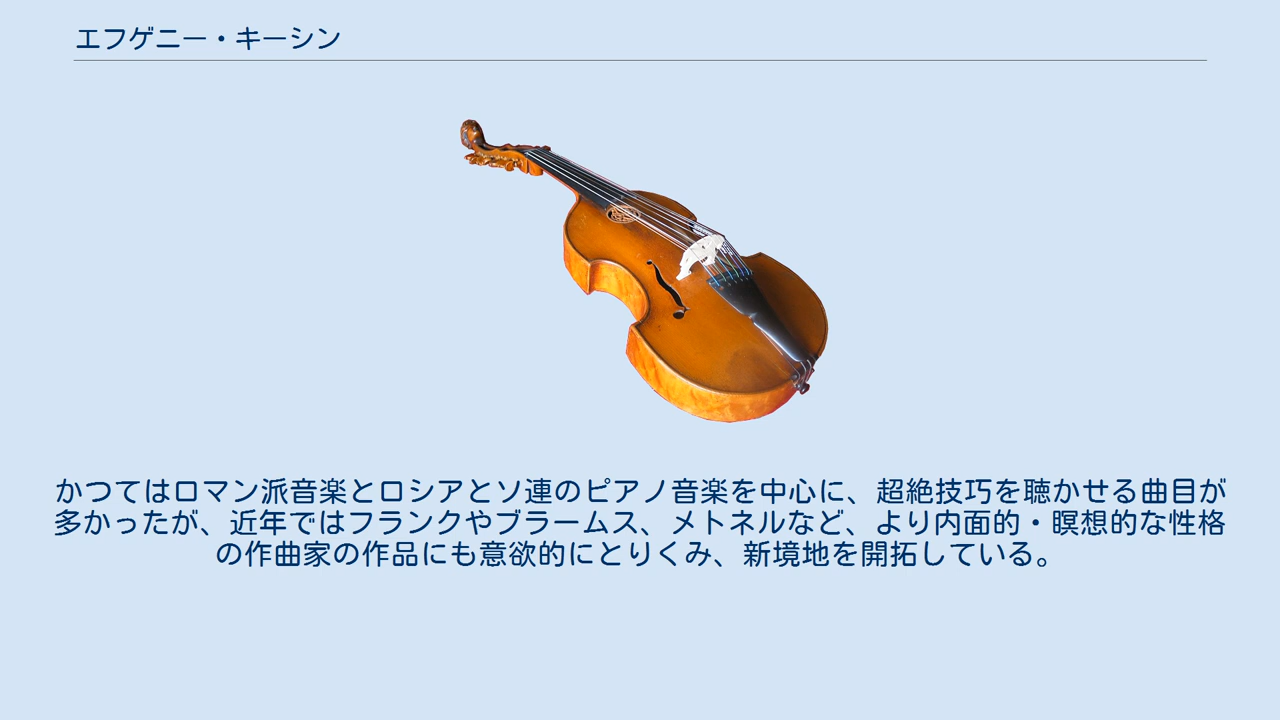 エフゲニー・キーシン
かつてはロマン派音楽とロシアとソ連のピアノ音楽を中心に、超絶技巧を聴かせる曲目が
多かったが、近年ではフランクやブラームス、メトネルなど、より内面的・瞑想的な性格
の作曲家の作品にも意欲的にとりくみ、新境地を開拓している。